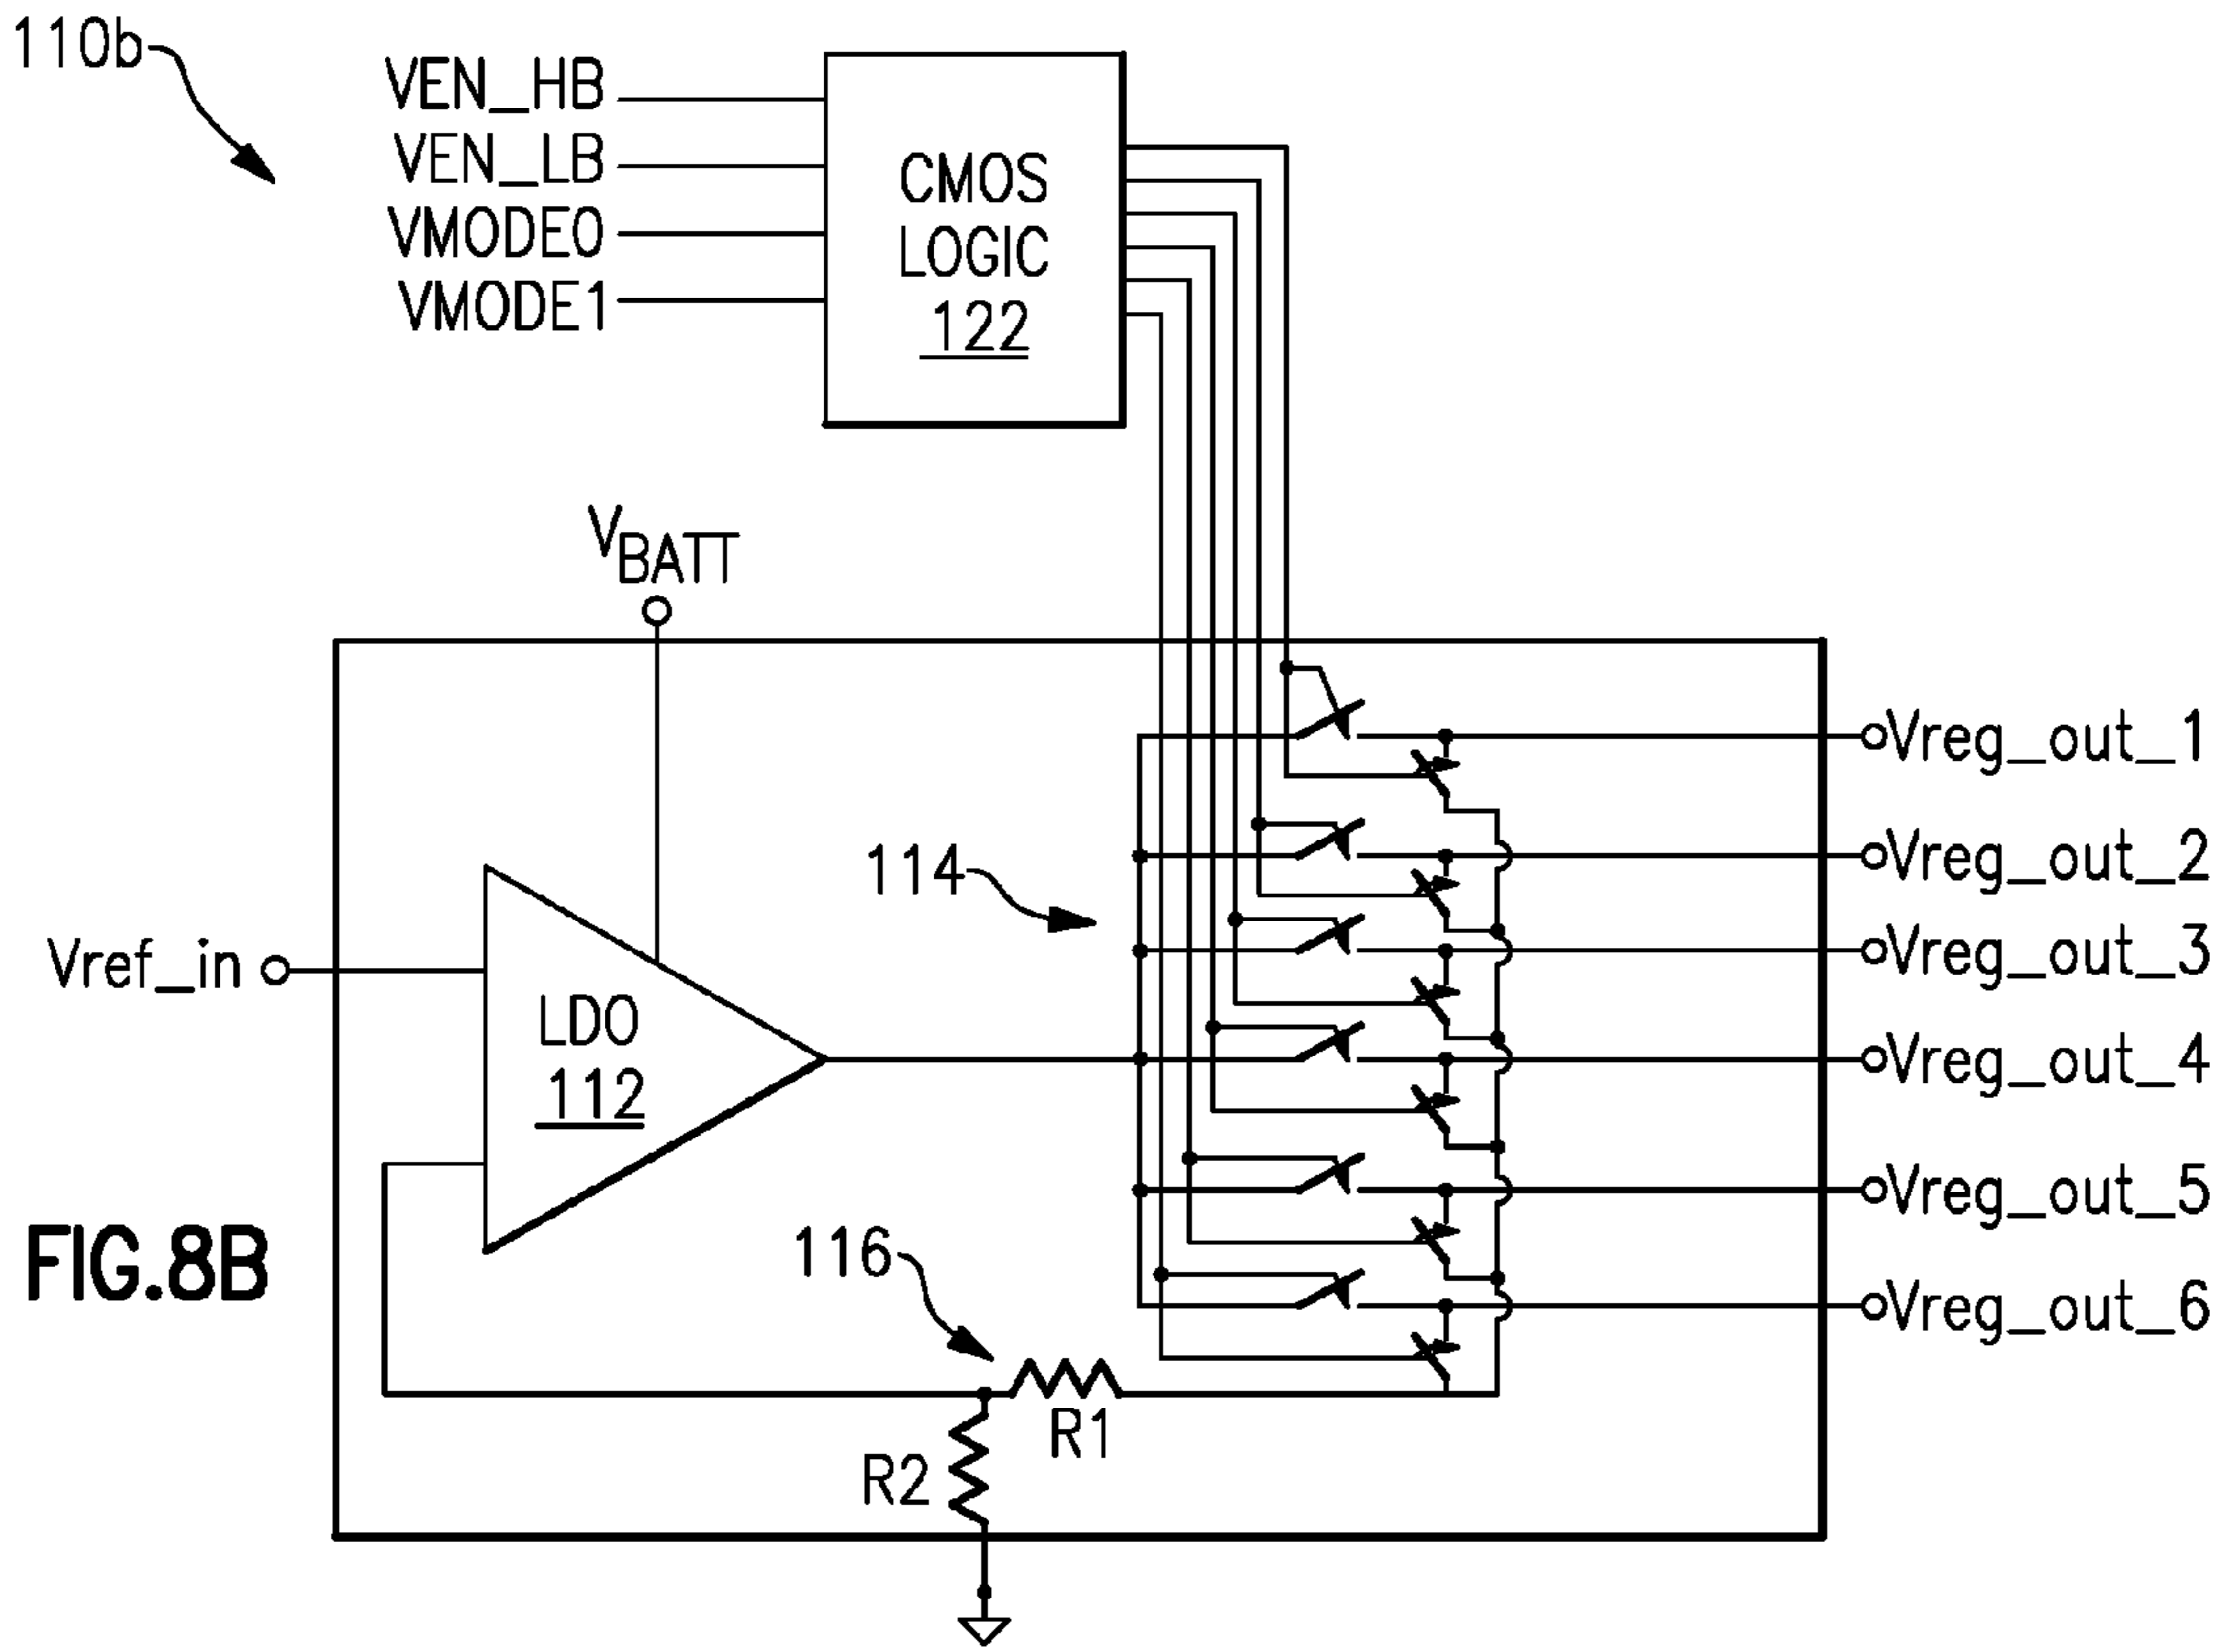 110b
VEN_HB
VEN_LB
VMODE0
VMODE1
CMOS
LOGIC
122
VBATT
Vref_in
LDO
112
114
116
R1
R2
Vreg_out_1
Vreg_out_2
Vreg_out_3
Vreg_out_4
Vreg_out_5
Vreg_out_6
FIG.8B